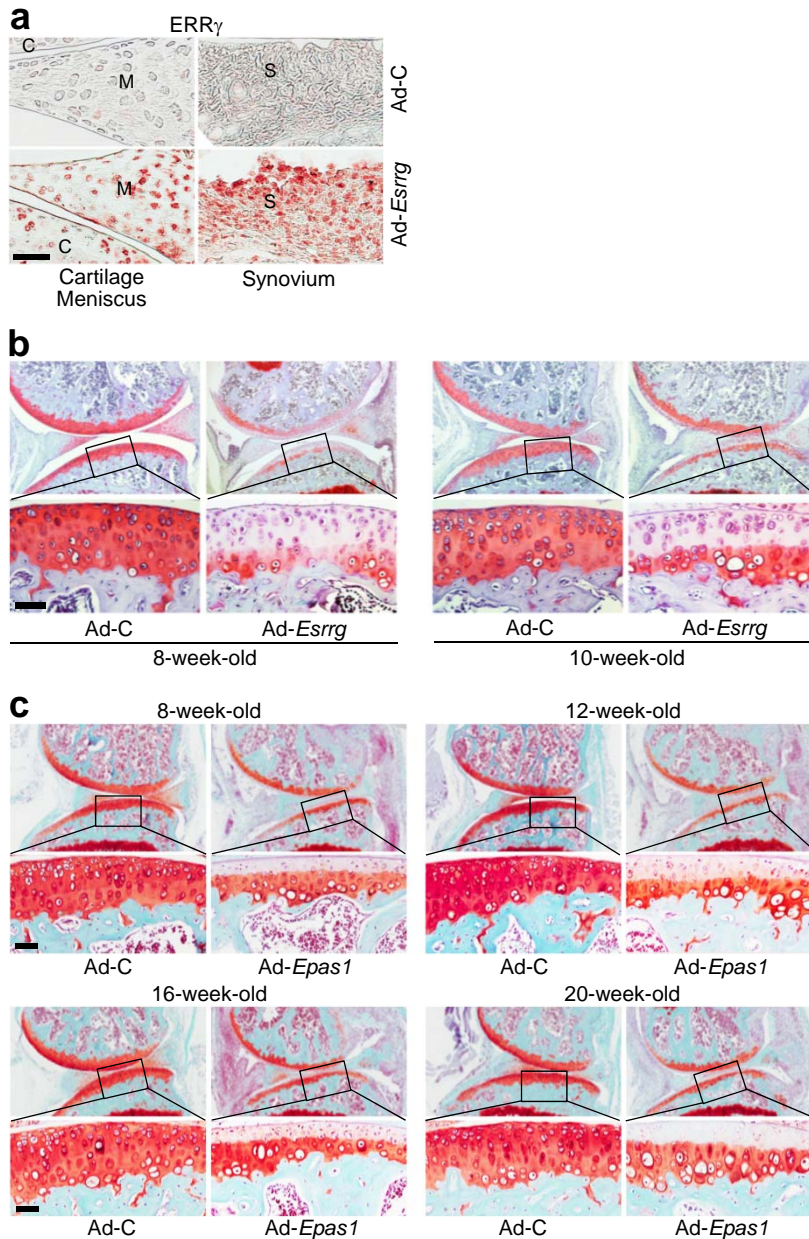 a
ERRγ
C
M
S
Ad-C
M
C
S
Ad-Esrrg
Cartilage
Meniscus
Synovium
b
Ad-C
Ad-Esrrg
Ad-C
Ad-Esrrg
8-week-old
10-week-old
c
8-week-old
12-week-old
Ad-C
Ad-Epas1
Ad-C
Ad-Epas1
16-week-old
20-week-old
Ad-C
Ad-Epas1
Ad-C
Ad-Epas1